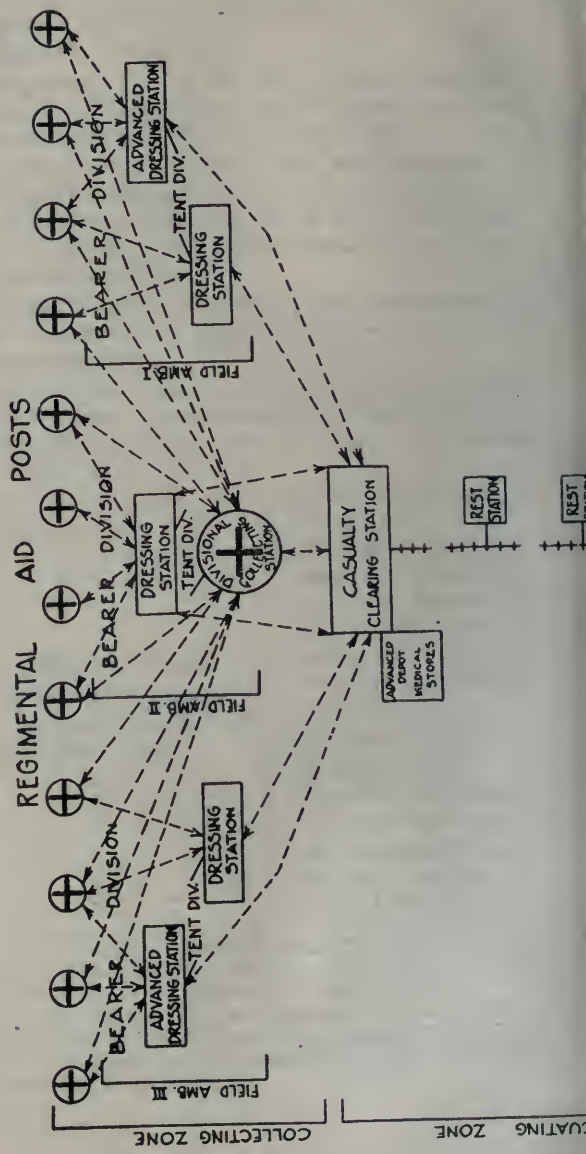 REGIMENTAL AID POSTS
BEARER DIVISION
ADVANCED
DRESSING STATION
TENT DIV.
DRESSING
STATION
FIELD AMB. III
BEARER DIVISION
DRESSING
STATION
TENT DIV.
FIELD AMB. II
DIVISIONAL
COLLECTING
STATION
BEARER DIVISION
DRESSING
STATION
TENT DIV.
ADVANCED
DRESSING STATION
FIELD AMB. I
COLLECTING ZONE
CASUALTY
CLEARING STATION
ADVANCED
DEPOT
MEDICAL
STORES
REST
STATION
REST
CUATING ZONE